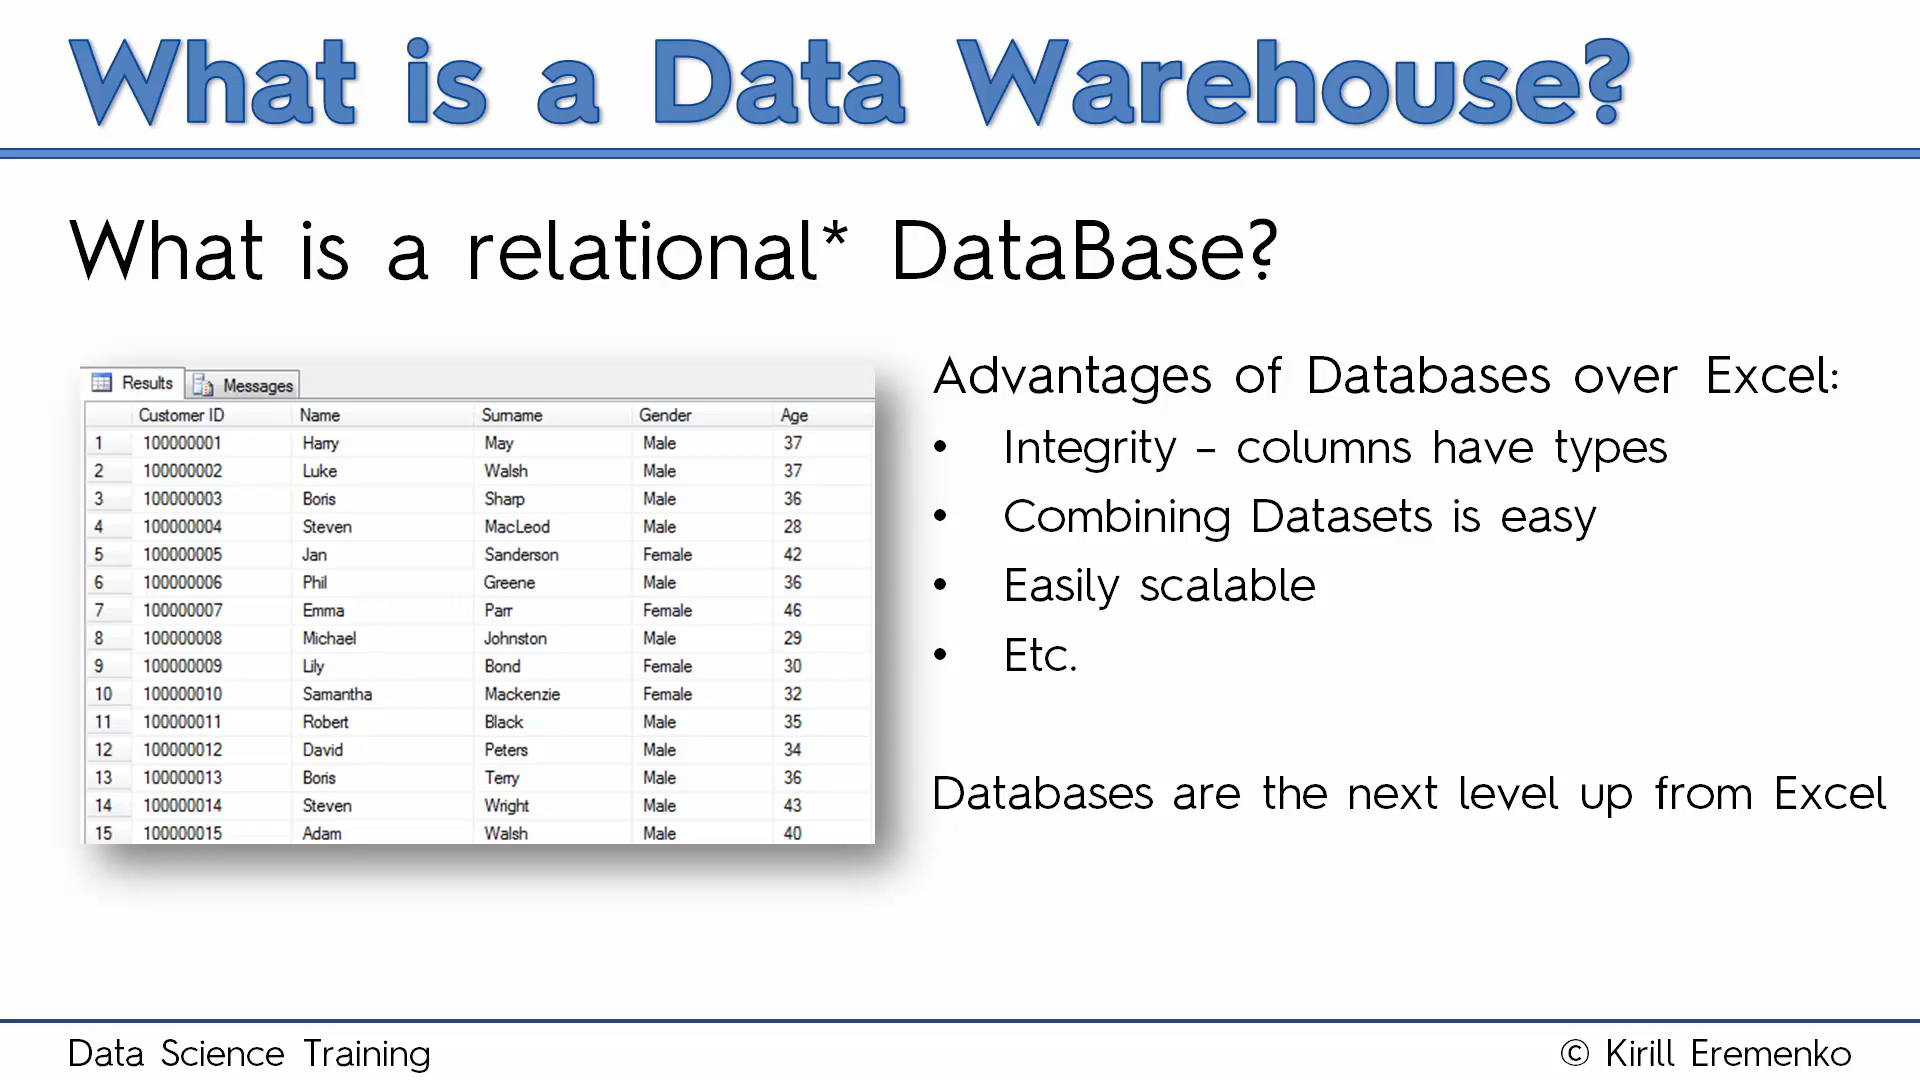 What is a Data Warehouse?
What is a relational* DataBase?
Results Messages
Customer ID Name Surname Gender Age
1 100000001 Harry May Male 37
2 100000002 Luke Walsh Male 37
3 100000003 Boris Sharp Male 36
4 100000004 Steven MacLeod Male 28
5 100000005 Jan Sanderson Female 42
6 100000006 Phil Greene Male 36
7 100000007 Emma Parr Female 46
8 100000008 Michael Johnston Male 29
9 100000009 Lily Bond Female 30
10 100000010 Samantha Mackenzie Female 32
11 100000011 Robert Black Male 35
12 100000012 David Peters Male 34
13 100000013 Boris Terry Male 36
14 100000014 Steven Wright Male 43
15 100000015 Adam Walsh Male 40
Advantages of Databases over Excel:
• Integrity – columns have types
• Combining Datasets is easy
• Easily scalable
• Etc.
Databases are the next level up from Excel
Data Science Training
© Kirill Eremenko